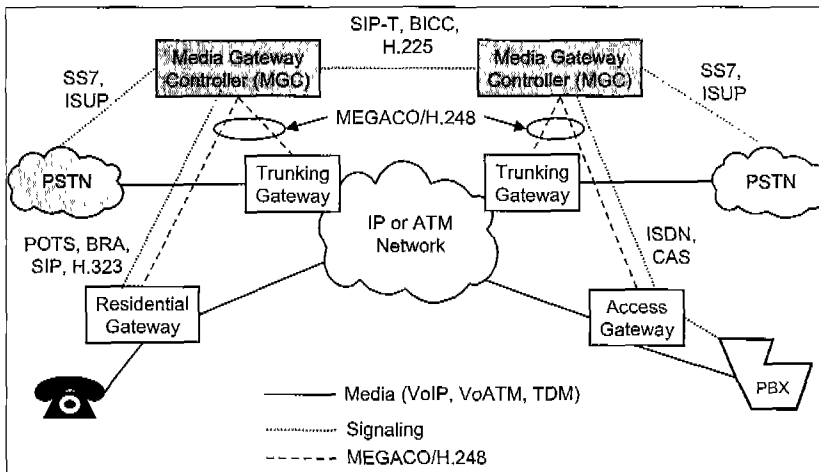 SIP-T, BICC,
H.225
Media Gateway
Controller (MGC)
Media Gateway
Controller (MGC)
SS7,
ISUP
SS7,
ISUP
MEGACO/H.248
Trunking
Gateway
Trunking
Gateway
PSTN
PSTN
IP or ATM
Network
POTS, BRA,
SIP, H.323
ISDN,
CAS
Residential
Gateway
Access
Gateway
PBX
Media (VoIP, VoATM, TDM)
Signaling
MEGACO/H.248